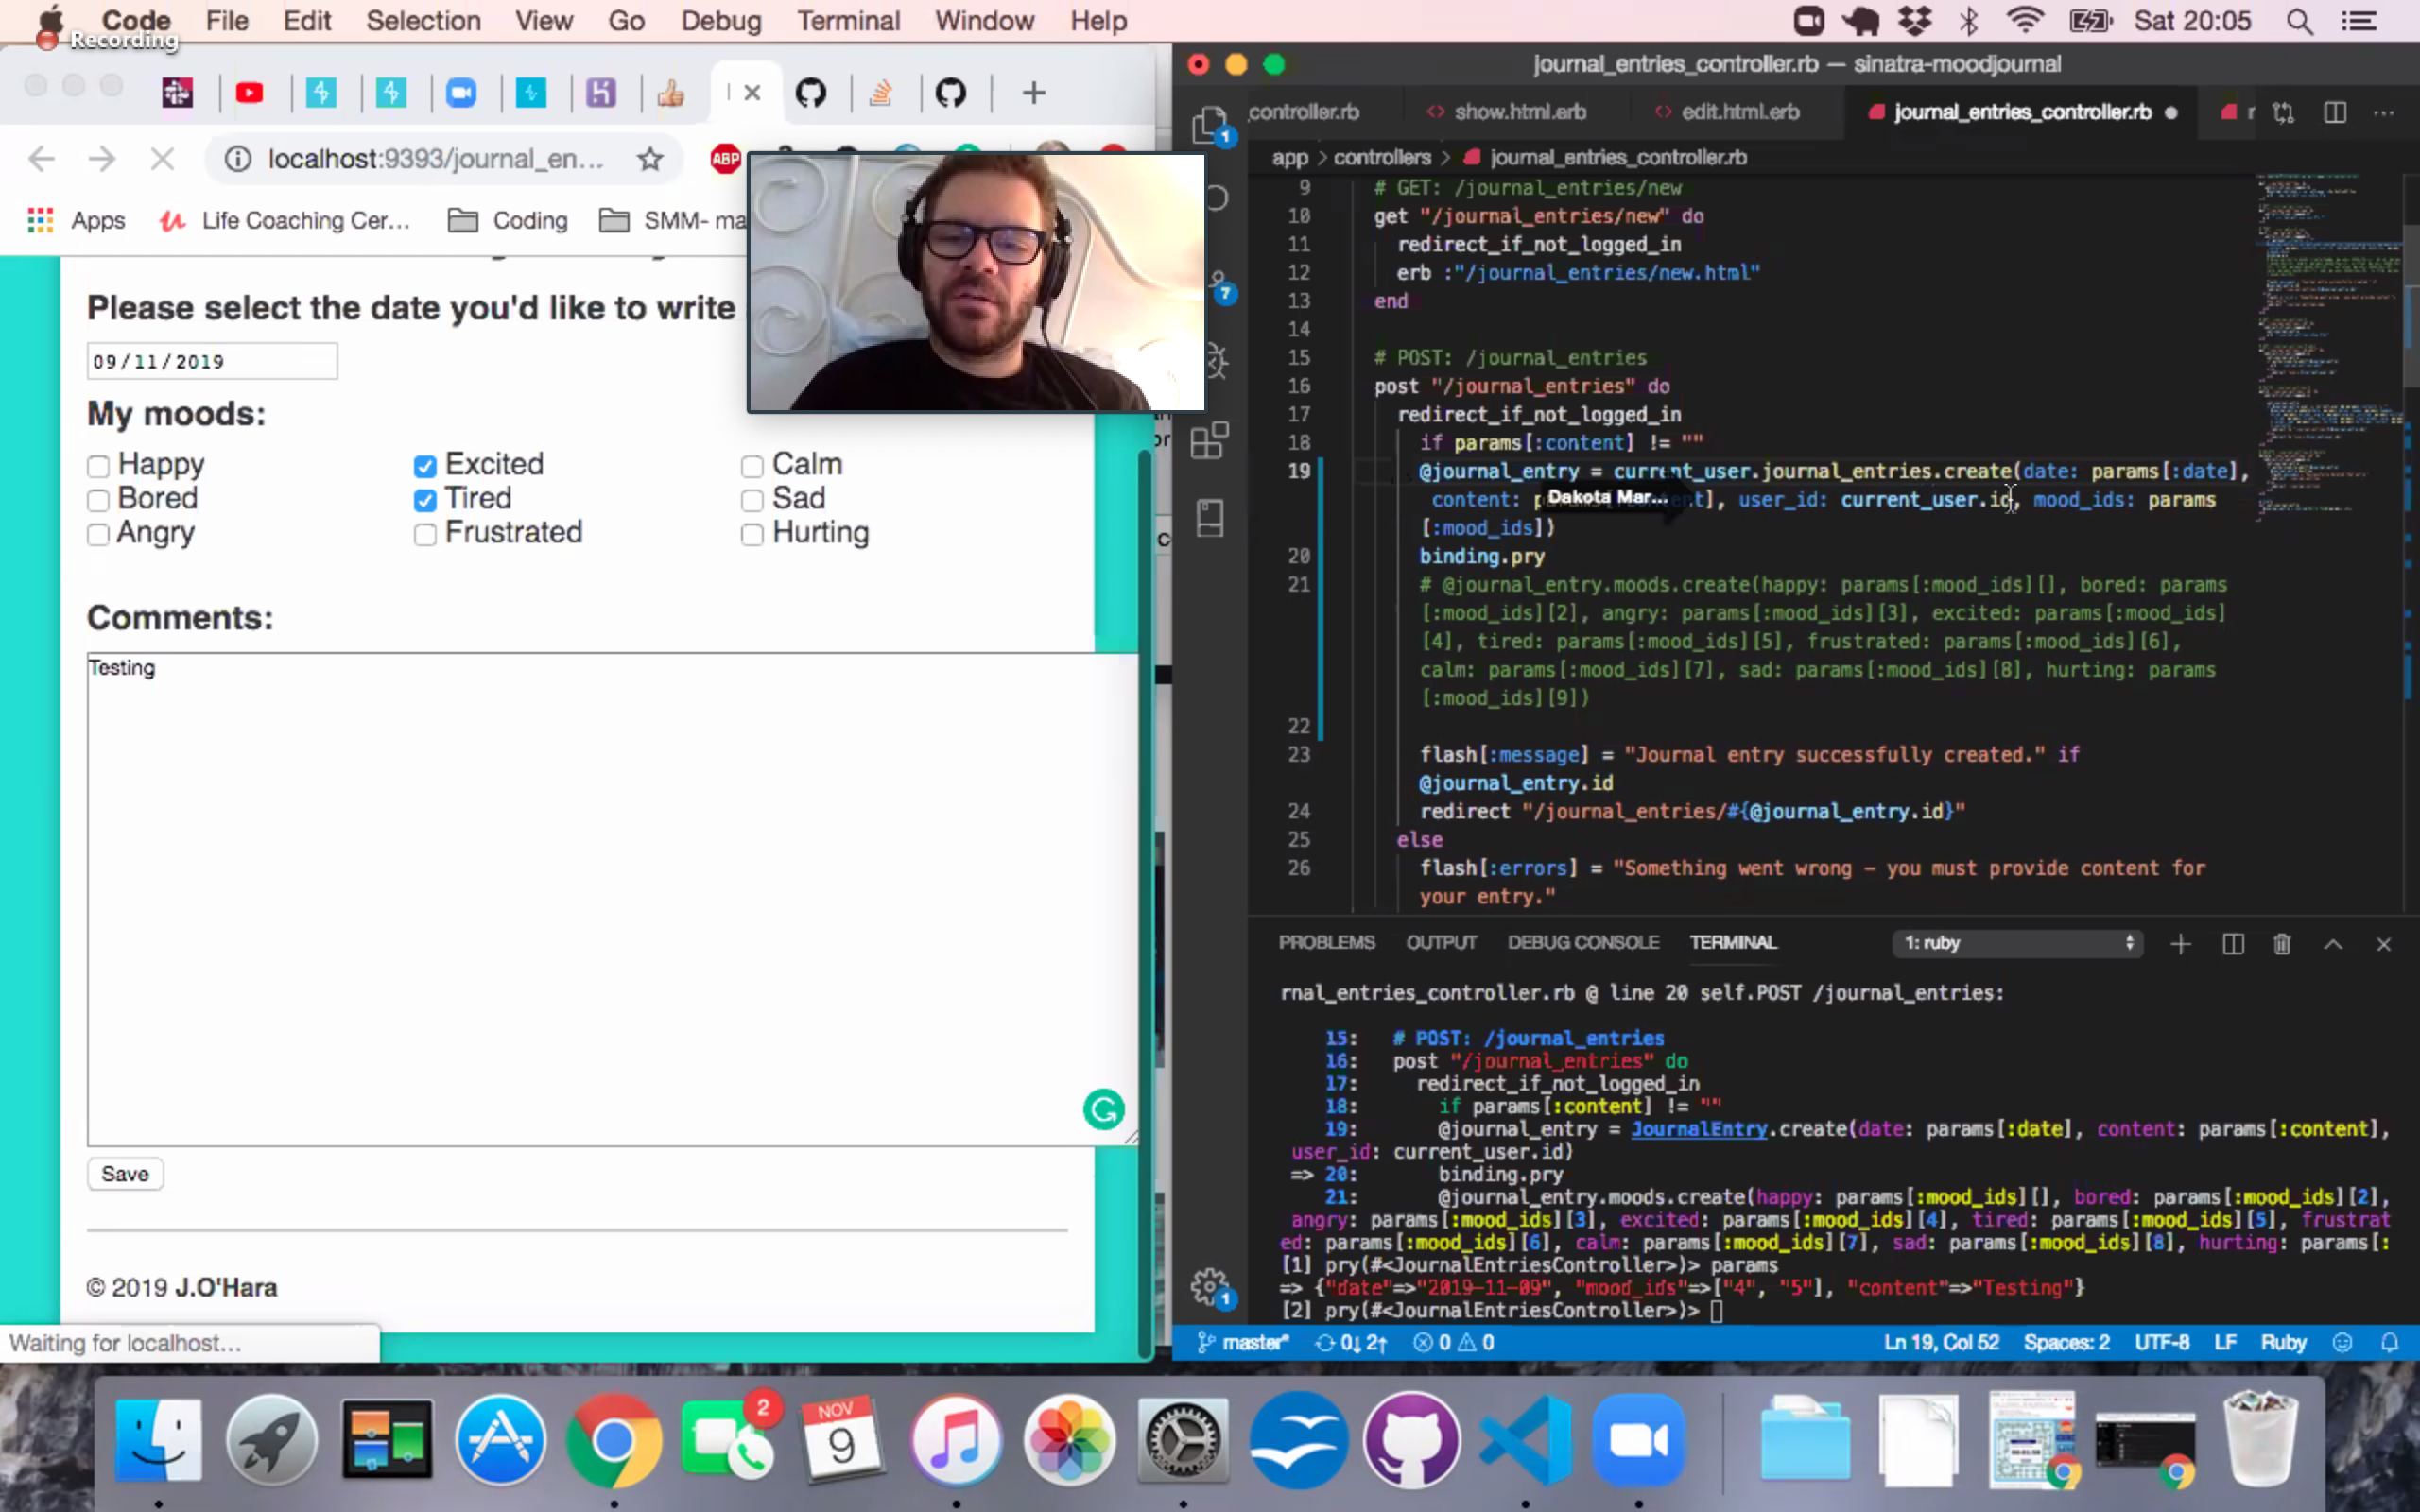 Code File Edit Selection View Go Debug Terminal Window Help
Sat 20:05
Recording
localhost:9393/journal_en...
ABP
Apps
Life Coaching Cer...
Coding
SMM- ma
Please select the date you'd like to write
09/11/2019
My moods:
Happy Excited Calm
Bored Tired Sad
Angry Frustrated Hurting
Comments:
Testing
Save
© 2019 J.O'Hara
Waiting for localhost...
journal_entries_controller.rb — sinatra-moodjournal
controller.rb show.html.erb edit.html.erb journal_entries_controller.rb
app > controllers > journal_entries_controller.rb
9 # GET: /journal_entries/new
10 get "/journal_entries/new" do
11 redirect_if_not_logged_in
12 erb :"/journal_entries/new.html"
13 end
14
15 # POST: /journal_entries
16 post "/journal_entries" do
17 redirect_if_not_logged_in
18 if params[:content] != ""
19 @journal_entry = current_user.journal_entries.create(date: params[:date],
content: Dakota Mar... user_id: current_user.id, mood_ids: params
[:mood_ids])
20 binding.pry
21 # @journal_entry.moods.create(happy: params[:mood_ids][], bored: params
[:mood_ids][2], angry: params[:mood_ids][3], excited: params[:mood_ids]
[4], tired: params[:mood_ids][5], frustrated: params[:mood_ids][6],
calm: params[:mood_ids][7], sad: params[:mood_ids][8], hurting: params
[:mood_ids][9])
22
23 flash[:message] = "Journal entry successfully created." if
@journal_entry.id
24 redirect "/journal_entries/#{@journal_entry.id}"
25 else
26 flash[:errors] = "Something went wrong – you must provide content for
your entry."
PROBLEMS OUTPUT DEBUG CONSOLE TERMINAL 1: ruby
rnal_entries_controller.rb @ line 20 self.POST /journal_entries:
15: # POST: /journal_entries
16: post "/journal_entries" do
17: redirect_if_not_logged_in
18: if params[:content] != ""
19: @journal_entry = JournalEntry.create(date: params[:date], content: params[:content],
user_id: current_user.id)
=> 20: binding.pry
21: @journal_entry.moods.create(happy: params[:mood_ids][], bored: params[:mood_ids][2],
angry: params[:mood_ids][3], excited: params[:mood_ids][4], tired: params[:mood_ids][5], frustrat
ed: params[:mood_ids][6], calm: params[:mood_ids][7], sad: params[:mood_ids][8], hurting: params[:
[1] pry(#<JournalEntriesController>)> params
=> {"date"=>"2019-11-09", "mood_ids"=>["4", "5"], "content"=>"Testing"}
[2] pry(#<JournalEntriesController>)>
master* 0↓ 2↑ 0 0 Ln 19, Col 52 Spaces: 2 UTF-8 LF Ruby
1
7
1
2
NOV
9